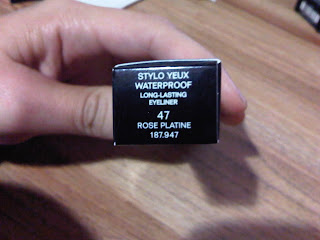 STYLO YEUX
WATERPROOF
LONG-LASTING
EYELINER
47
ROSE PLATINE
187.947